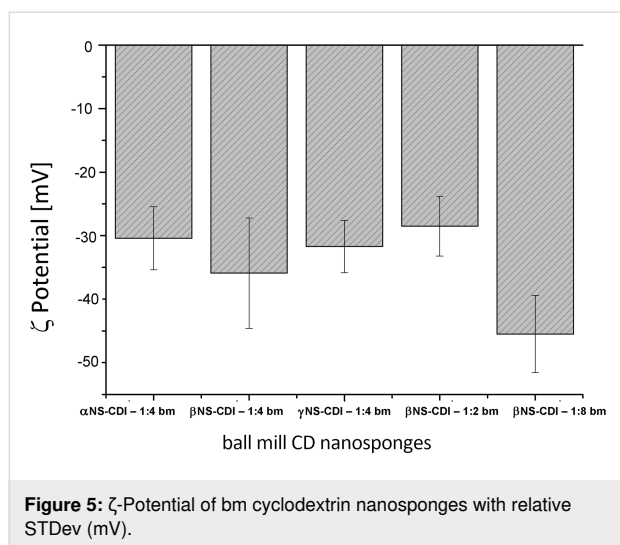 0
-10
-20
-30
-40
-50
ζ Potential [mV]
αNS-CDI – 1:4 bm βNS-CDI – 1:4 bm γNS-CDI – 1:4 bm βNS-CDI – 1:2 bm βNS-CDI – 1:8 bm
ball mill CD nanosponges
Figure 5: ζ-Potential of bm cyclodextrin nanosponges with relative
STDev (mV).